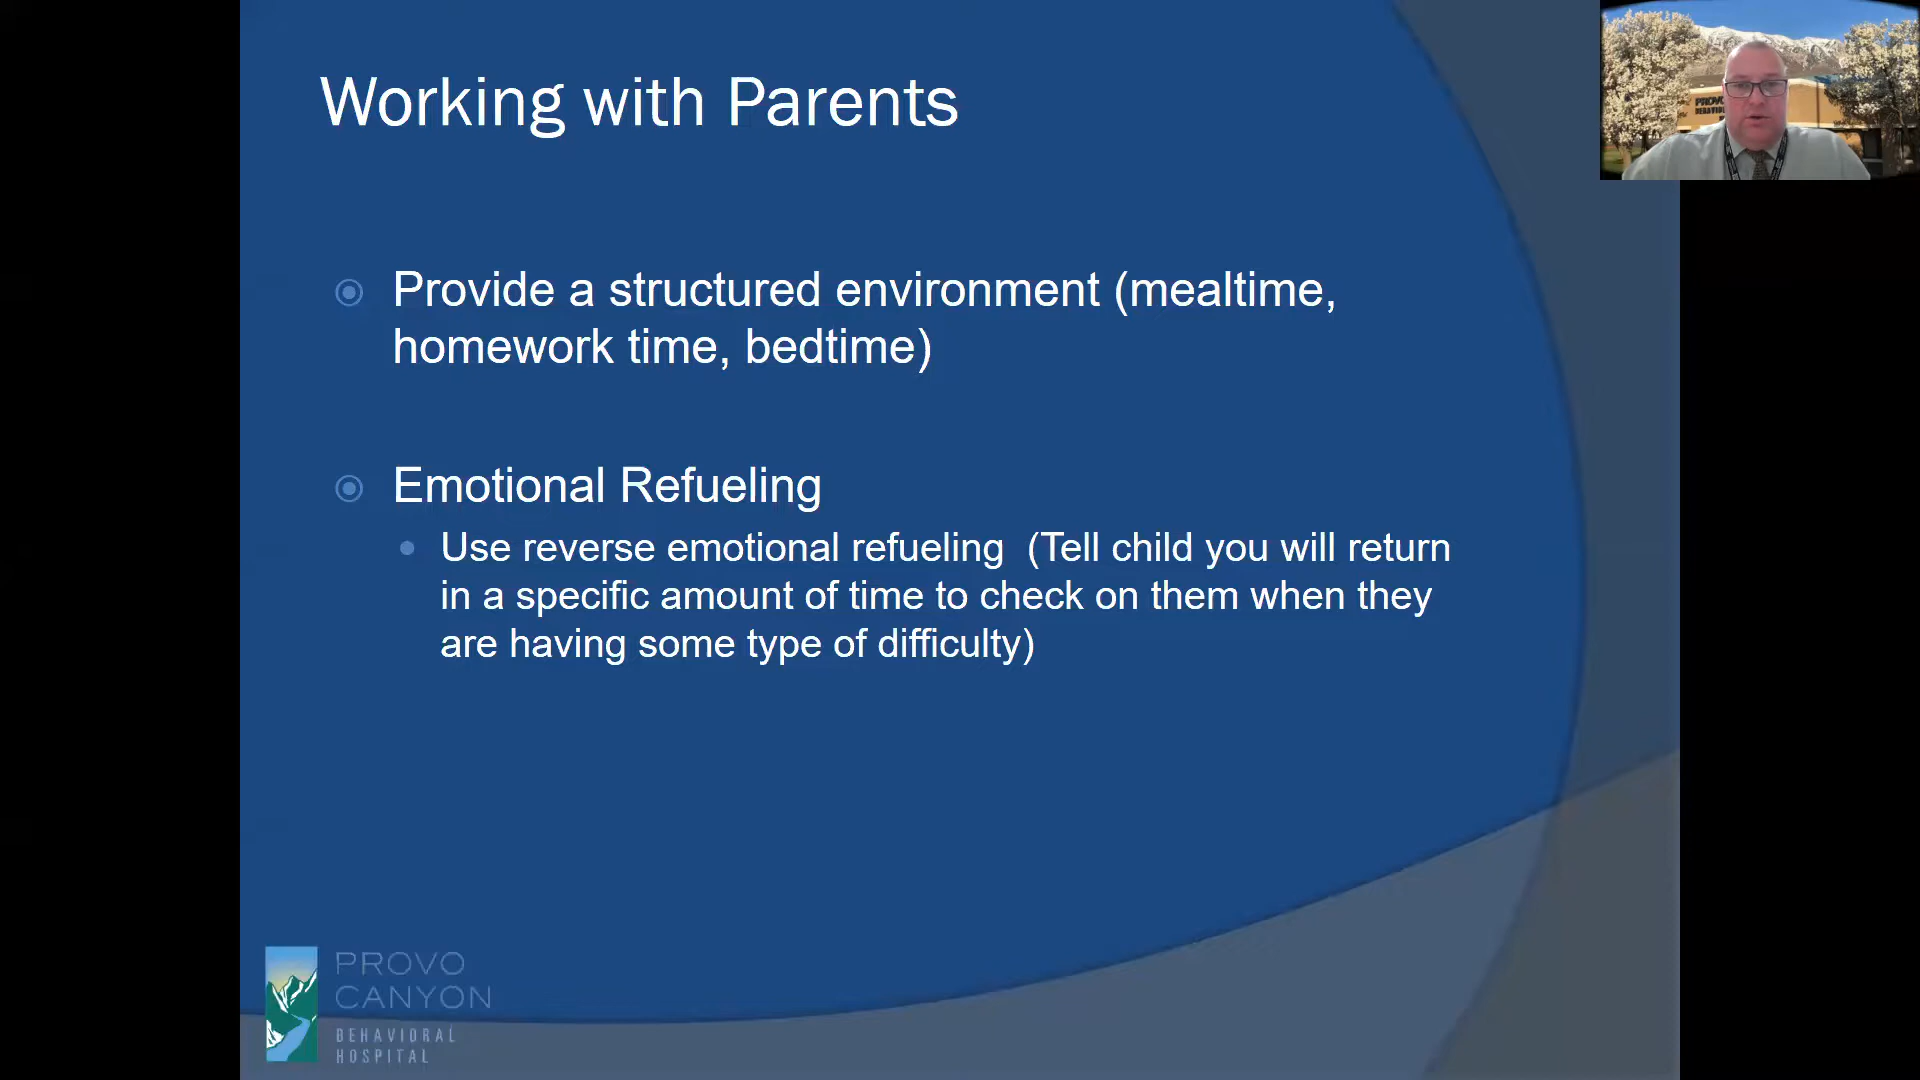 Working with Parents
Provide a structured environment (mealtime,
homework time, bedtime)
Emotional Refueling
Use reverse emotional refueling (Tell child you will return
in a specific amount of time to check on them when they
are having some type of difficulty)
PROVO
CANYON
BEHAVIORAL
HOSPITAL